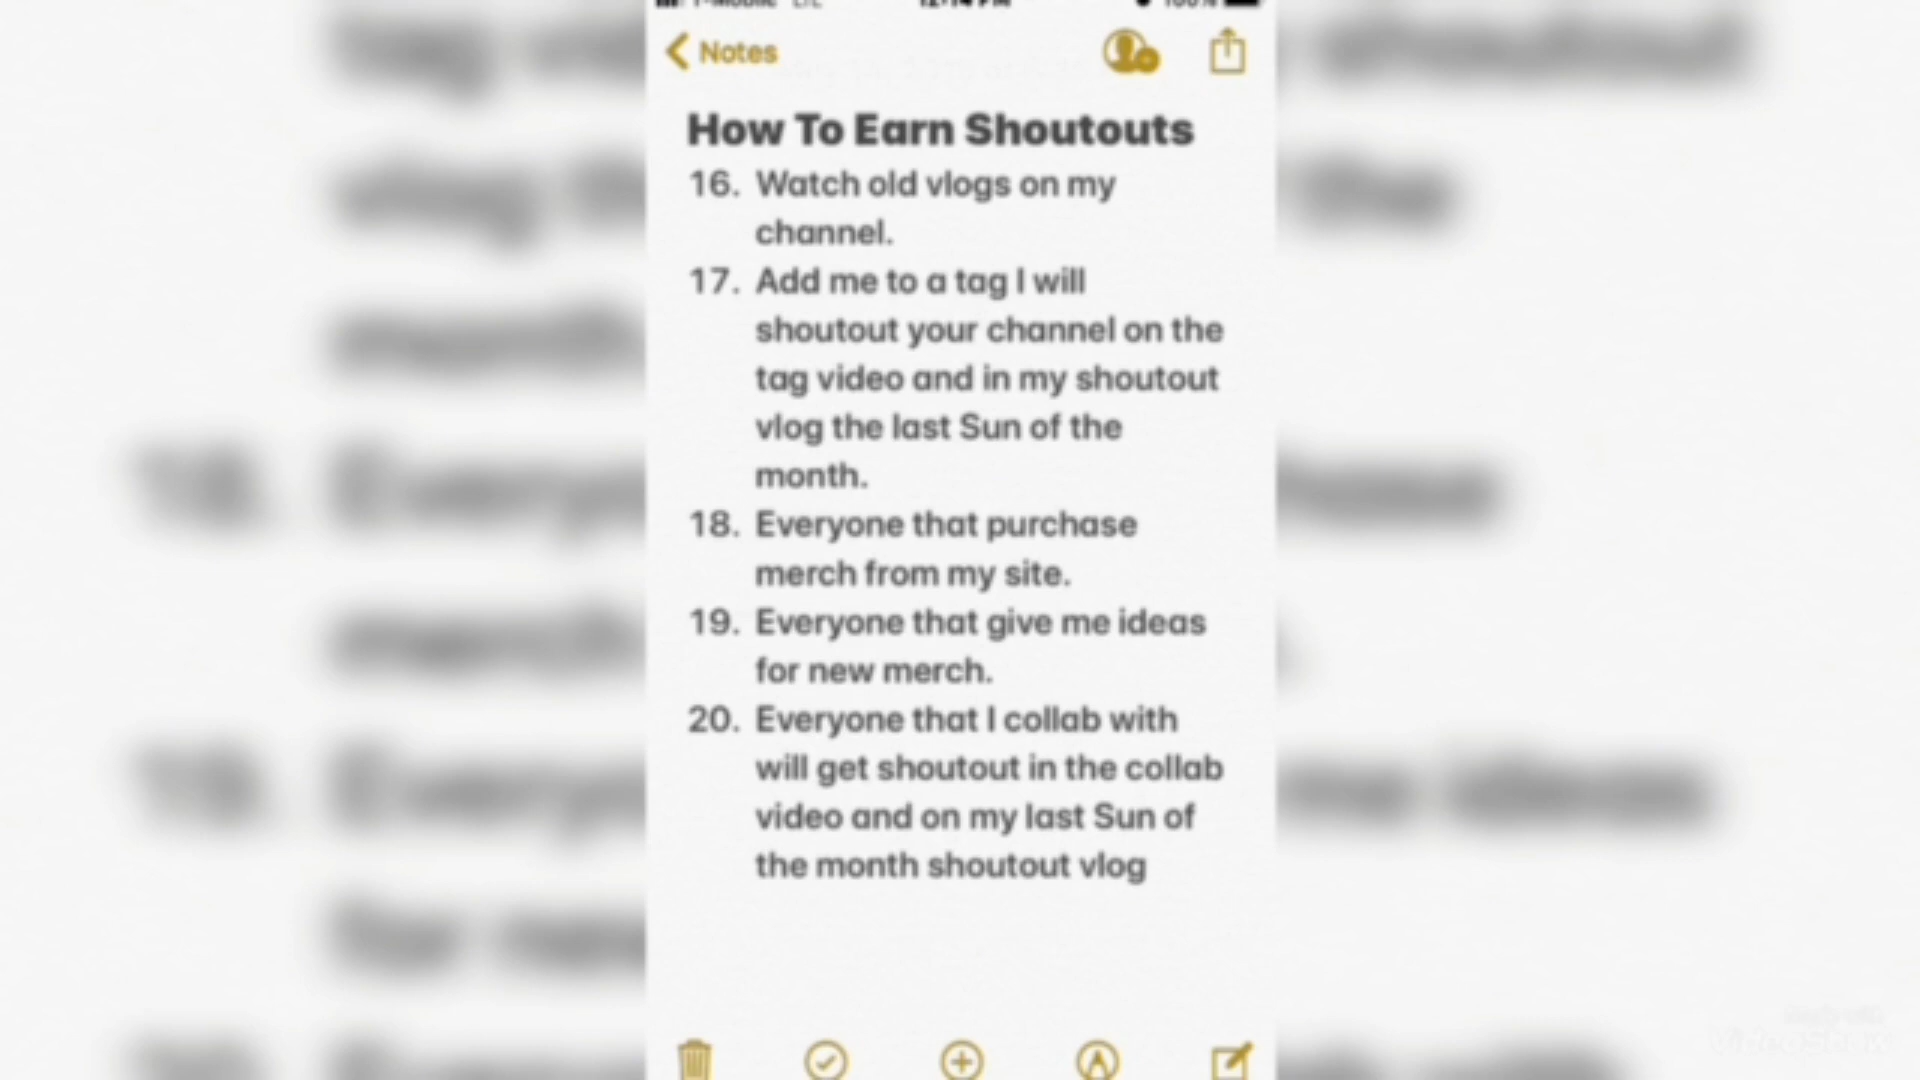 Notes
How To Earn Shoutouts
16. Watch old vlogs on my
channel.
17. Add me to a tag I will
shoutout your channel on the
tag video and in my shoutout
vlog the last Sun of the
month.
18. Everyone that purchase
merch from my site.
19. Everyone that give me ideas
for new merch.
20. Everyone that I collab with
will get shoutout in the collab
video and on my last Sun of
the month shoutout vlog